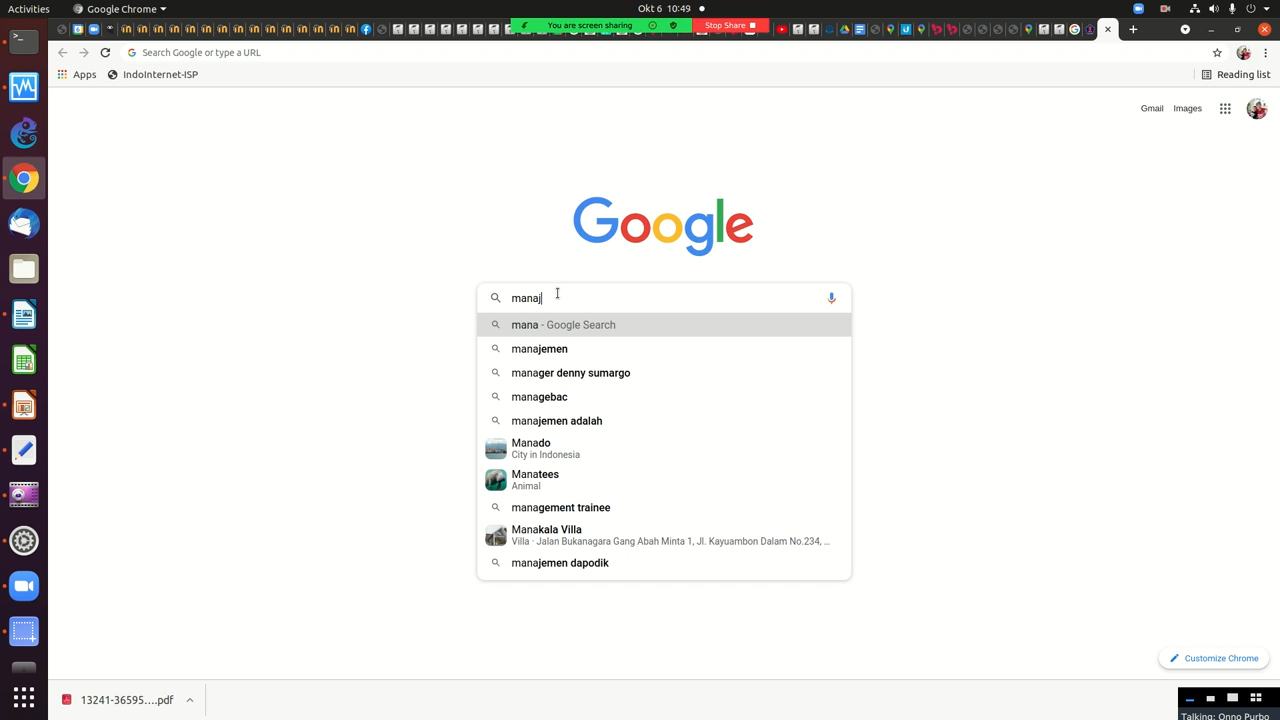 Activities
Google Chrome
Okt 6 10:49
You are screen sharing
Stop Share
Search Google or type a URL
Apps
IndoInternet-ISP
Reading list
Gmail
Images
Google
manaj
mana - Google Search
manajemen
manager denny sumargo
managebac
manajemen adalah
Manado
City in Indonesia
Manatees
Animal
management trainee
Manakala Villa
Villa · Jalan Bukanagara Gang Abah Minta 1, Jl. Kayuambon Dalam No.234, ...
manajemen dapodik
Customize Chrome
13241-36595....pdf
Talking: Onno Purbo